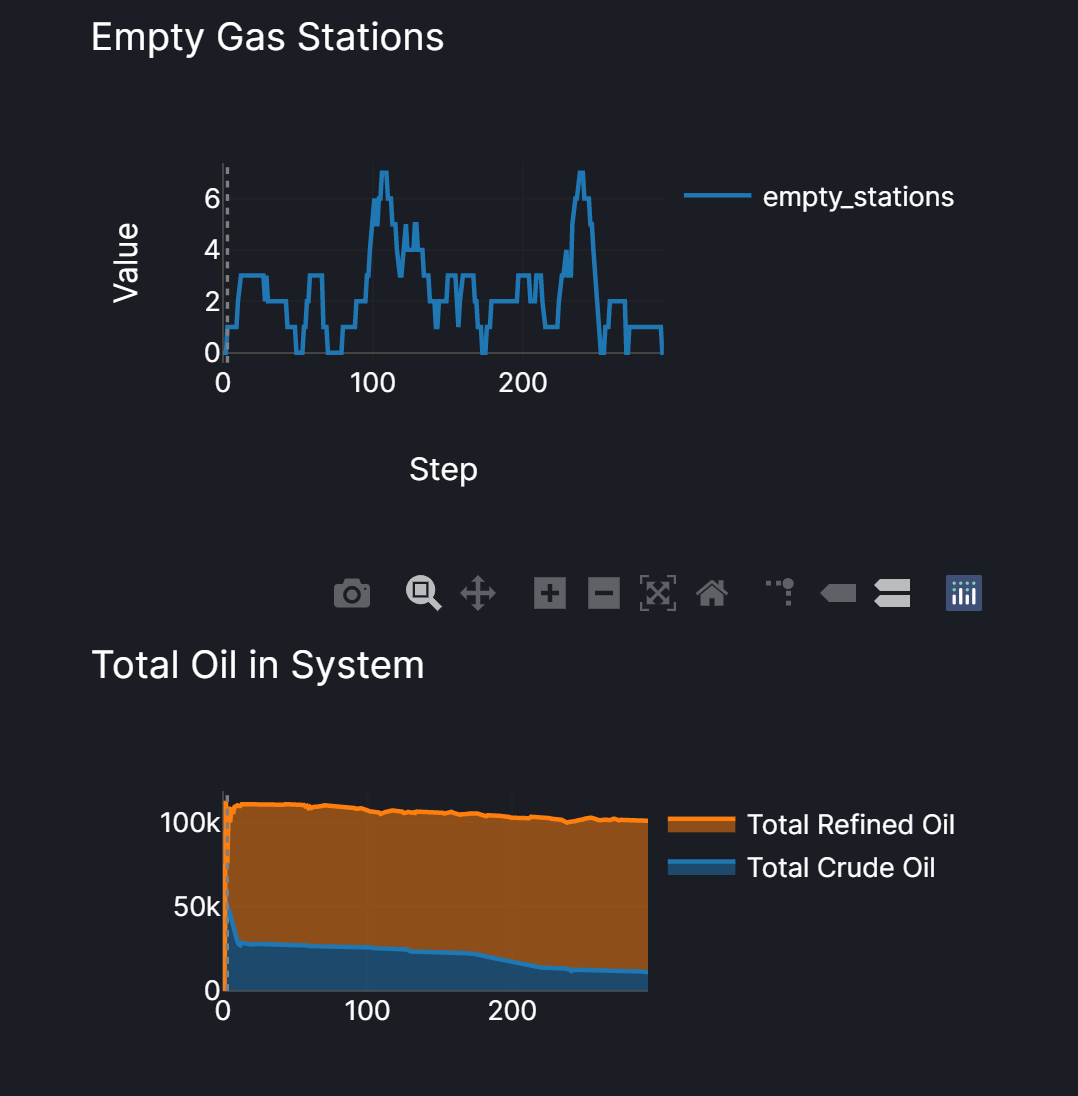 Empty Gas Stations
6
4
2
0
Value
0 100 200
Step
empty_stations
Total Oil in System
100k
50k
0
0 100 200
Total Refined Oil
Total Crude Oil